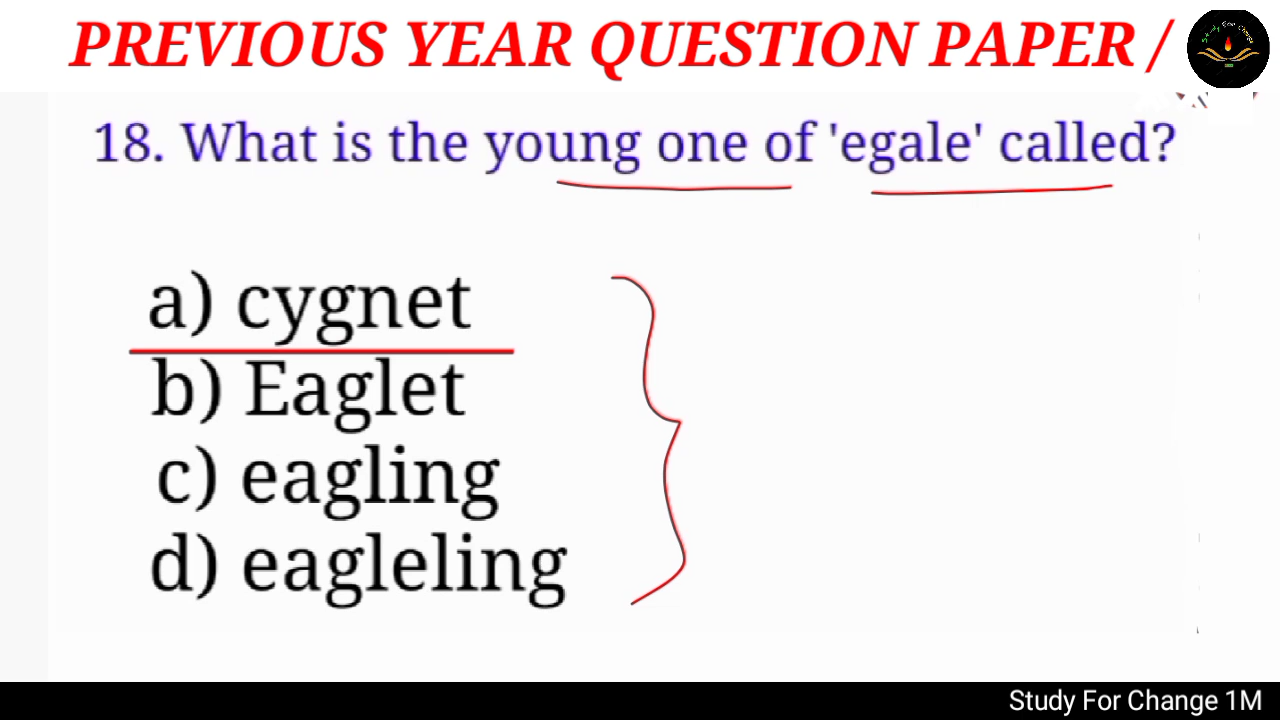 PREVIOUS YEAR QUESTION PAPER /
18. What is the young one of 'egale' called?
a) cygnet
b) Eaglet
c) eagling
d) eagleling
Study For Change 1M